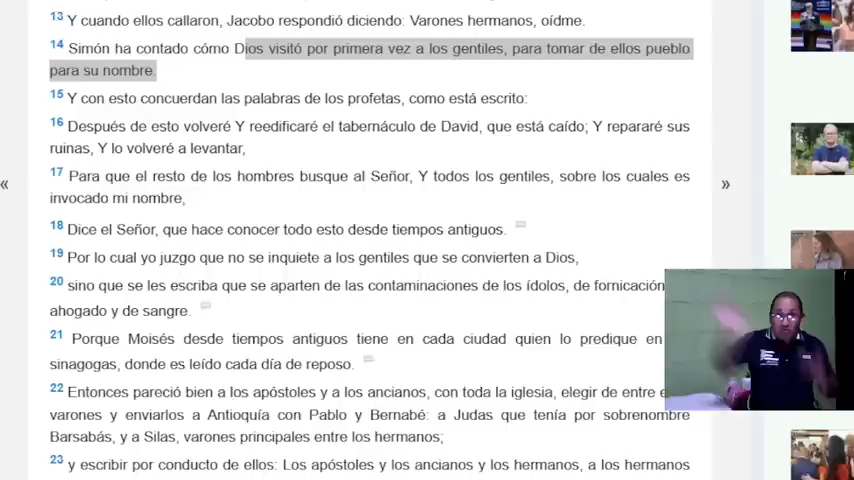 13 Y cuando ellos callaron, Jacobo respondió diciendo: Varones hermanos, oídme.
14 Simón ha contado cómo Dios visitó por primera vez a los gentiles, para tomar de ellos pueblo
para su nombre.
15 Y con esto concuerdan las palabras de los profetas, como está escrito:
16 Después de esto volveré Y reedificaré el tabernáculo de David, que está caído; Y repararé sus
ruinas, Y lo volveré a levantar,
17 Para que el resto de los hombres busque al Señor, Y todos los gentiles, sobre los cuales es
invocado mi nombre,
18 Dice el Señor, que hace conocer todo esto desde tiempos antiguos.
19 Por lo cual yo juzgo que no se inquiete a los gentiles que se convierten a Dios,
20 sino que se les escriba que se aparten de las contaminaciones de los ídolos, de fornicación
ahogado y de sangre.
21 Porque Moisés desde tiempos antiguos tiene en cada ciudad quien lo predique en
sinagogas, donde es leído cada día de reposo.
22 Entonces pareció bien a los apóstoles y a los ancianos, con toda la iglesia, elegir de entre
varones y enviarlos a Antioquía con Pablo y Bernabé: a Judas que tenía por sobrenombre
Barsabás, y a Silas, varones principales entre los hermanos;
23 y escribir por conducto de ellos: Los apóstoles y los ancianos y los hermanos, a los hermanos